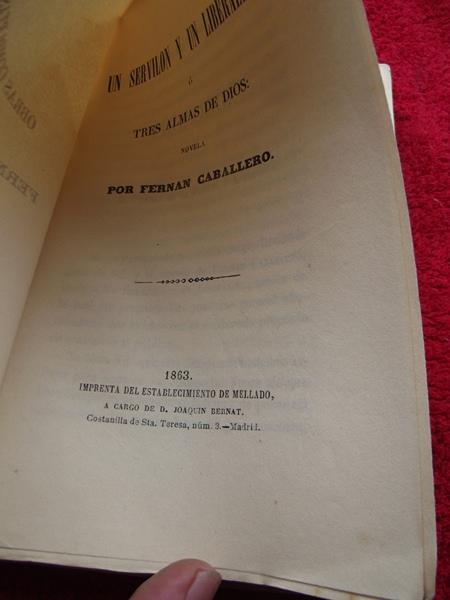 UN SERVILON Y UN
ó
TRES ALMAS DE DIOS:
NOVELA
POR FERNAN CABALLERO.
1863.
IMPRENTA DEL ESTABLECIMIENTO DE MELLADO,
A CARGO DE D. JOAQUIN BERNAT.
Costanilla de Sta. Teresa, núm. 3.—Madrid.